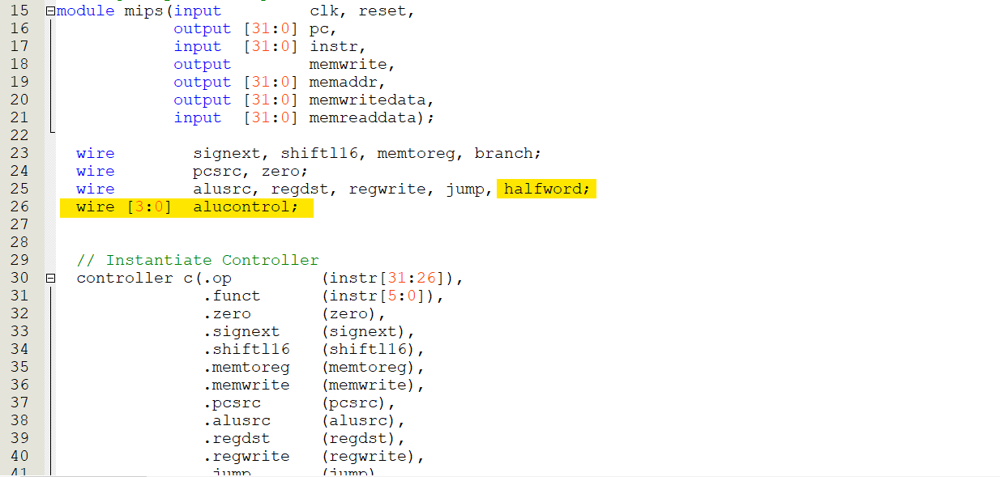 15 module mips(input         clk, reset,
16             output [31:0] pc,
17             input  [31:0] instr,
18             output        memwrite,
19             output [31:0] memaddr,
20             output [31:0] memwritedata,
21             input  [31:0] memreaddata);
22
23   wire        signext, shiftl16, memtoreg, branch;
24   wire        pcsrc, zero;
25   wire        alusrc, regdst, regwrite, jump, halfword;
26   wire [3:0]  alucontrol;
27
28
29   // Instantiate Controller
30   controller c(.op         (instr[31:26]),
31                .funct      (instr[5:0]),
32                .zero       (zero),
33                .signext    (signext),
34                .shiftl16   (shiftl16),
35                .memtoreg   (memtoreg),
36                .memwrite   (memwrite),
37                .pcsrc      (pcsrc),
38                .alusrc     (alusrc),
39                .regdst     (regdst),
40                .regwrite   (regwrite),
41                .jump       (jump)